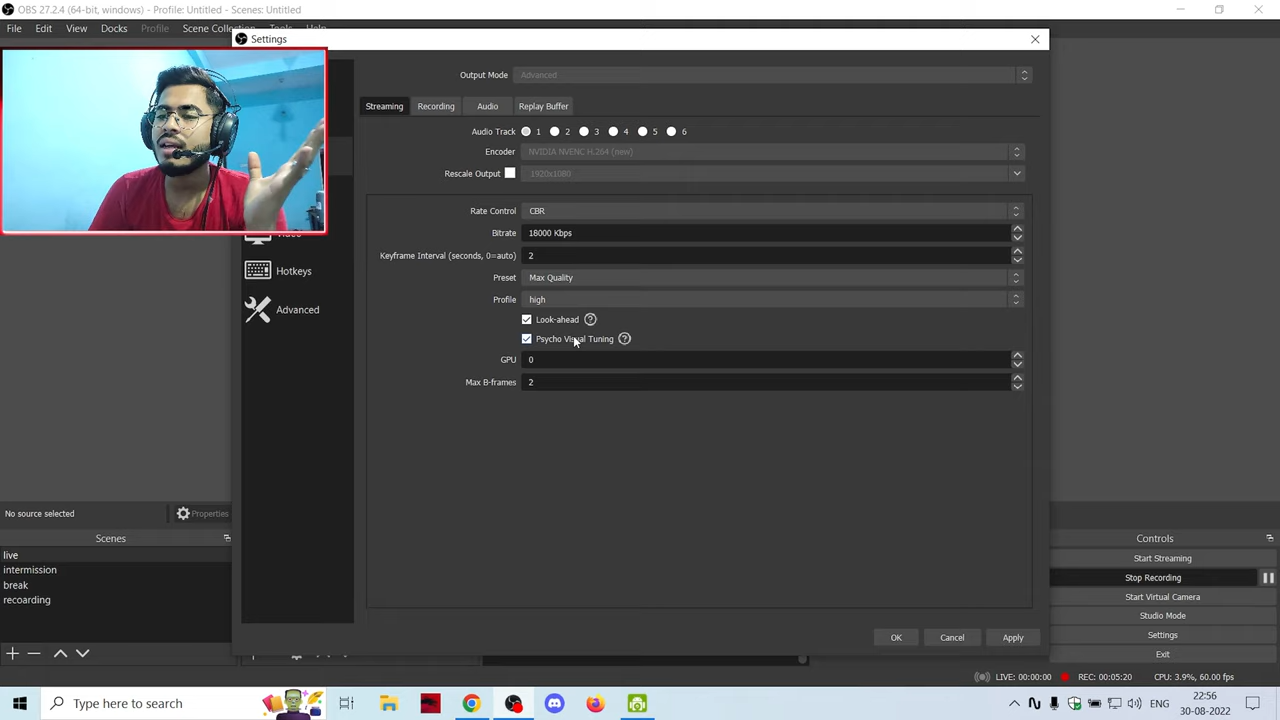 OBS 27.2.4 (64-bit, windows) - Profile: Untitled - Scenes: Untitled
File Edit View Docks Profile Scene Collection Tools Help
Settings
Output Mode Advanced
Streaming Recording Audio Replay Buffer
Audio Track 1 2 3 4 5 6
Encoder NVIDIA NVENC H.264 (new)
Rescale Output 1920x1080
Rate Control CBR
Bitrate 18000 Kbps
Keyframe Interval (seconds, 0=auto) 2
Preset Max Quality
Profile high
Look-ahead ?
Psycho Visual Tuning ?
GPU 0
Max B-frames 2
Hotkeys
Advanced
OK Cancel Apply
No source selected Properties
Scenes
live
intermission
break
recoarding
Controls
Start Streaming
Stop Recording
Start Virtual Camera
Studio Mode
Settings
Exit
LIVE: 00:00:00 REC: 00:05:20 CPU: 3.9%, 60.00 fps
Type here to search
ENG
22:56
30-08-2022